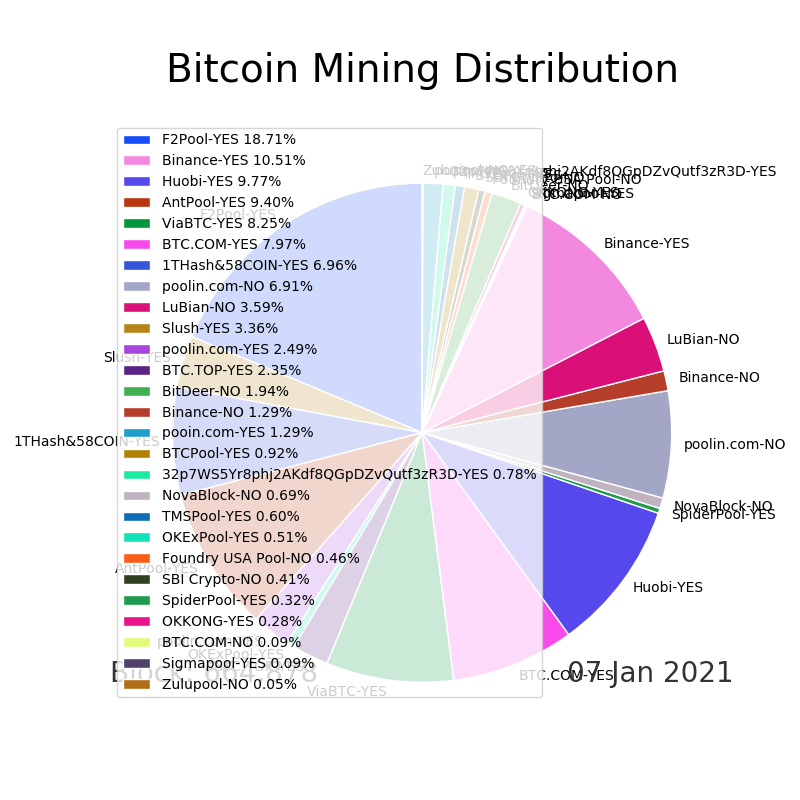 Bitcoin Mining Distribution
F2Pool-YES 18.71%
Binance-YES 10.51%
Huobi-YES 9.77%
AntPool-YES 9.40%
ViaBTC-YES 8.25%
BTC.COM-YES 7.97%
1THash&58COIN-YES 6.96%
poolin.com-NO 6.91%
LuBian-NO 3.59%
Slush-YES 3.36%
poolin.com-YES 2.49%
BTC.TOP-YES 2.35%
BitDeer-NO 1.94%
Binance-NO 1.29%
pooin.com-YES 1.29%
BTCPool-YES 0.92%
32p7WS5Yr8phj2AKdf8QGpDZvQutf3zR3D-YES 0.78%
NovaBlock-NO 0.69%
TMSPool-YES 0.60%
OKExPool-YES 0.51%
Foundry USA Pool-NO 0.46%
SBI Crypto-NO 0.41%
SpiderPool-YES 0.32%
OKKONG-YES 0.28%
BTC.COM-NO 0.09%
Sigmapool-YES 0.09%
Zulupool-NO 0.05%
F2Pool-YES
Slush-YES
1THash&58COIN-YES
AntPool-YES
OKExPool-YES
ViaBTC-YES
BTC.COM-YES
Huobi-YES
SpiderPool-YES
NovaBlock-NO
poolin.com-NO
Binance-NO
LuBian-NO
Binance-YES
Block: 664 878
07 Jan 2021